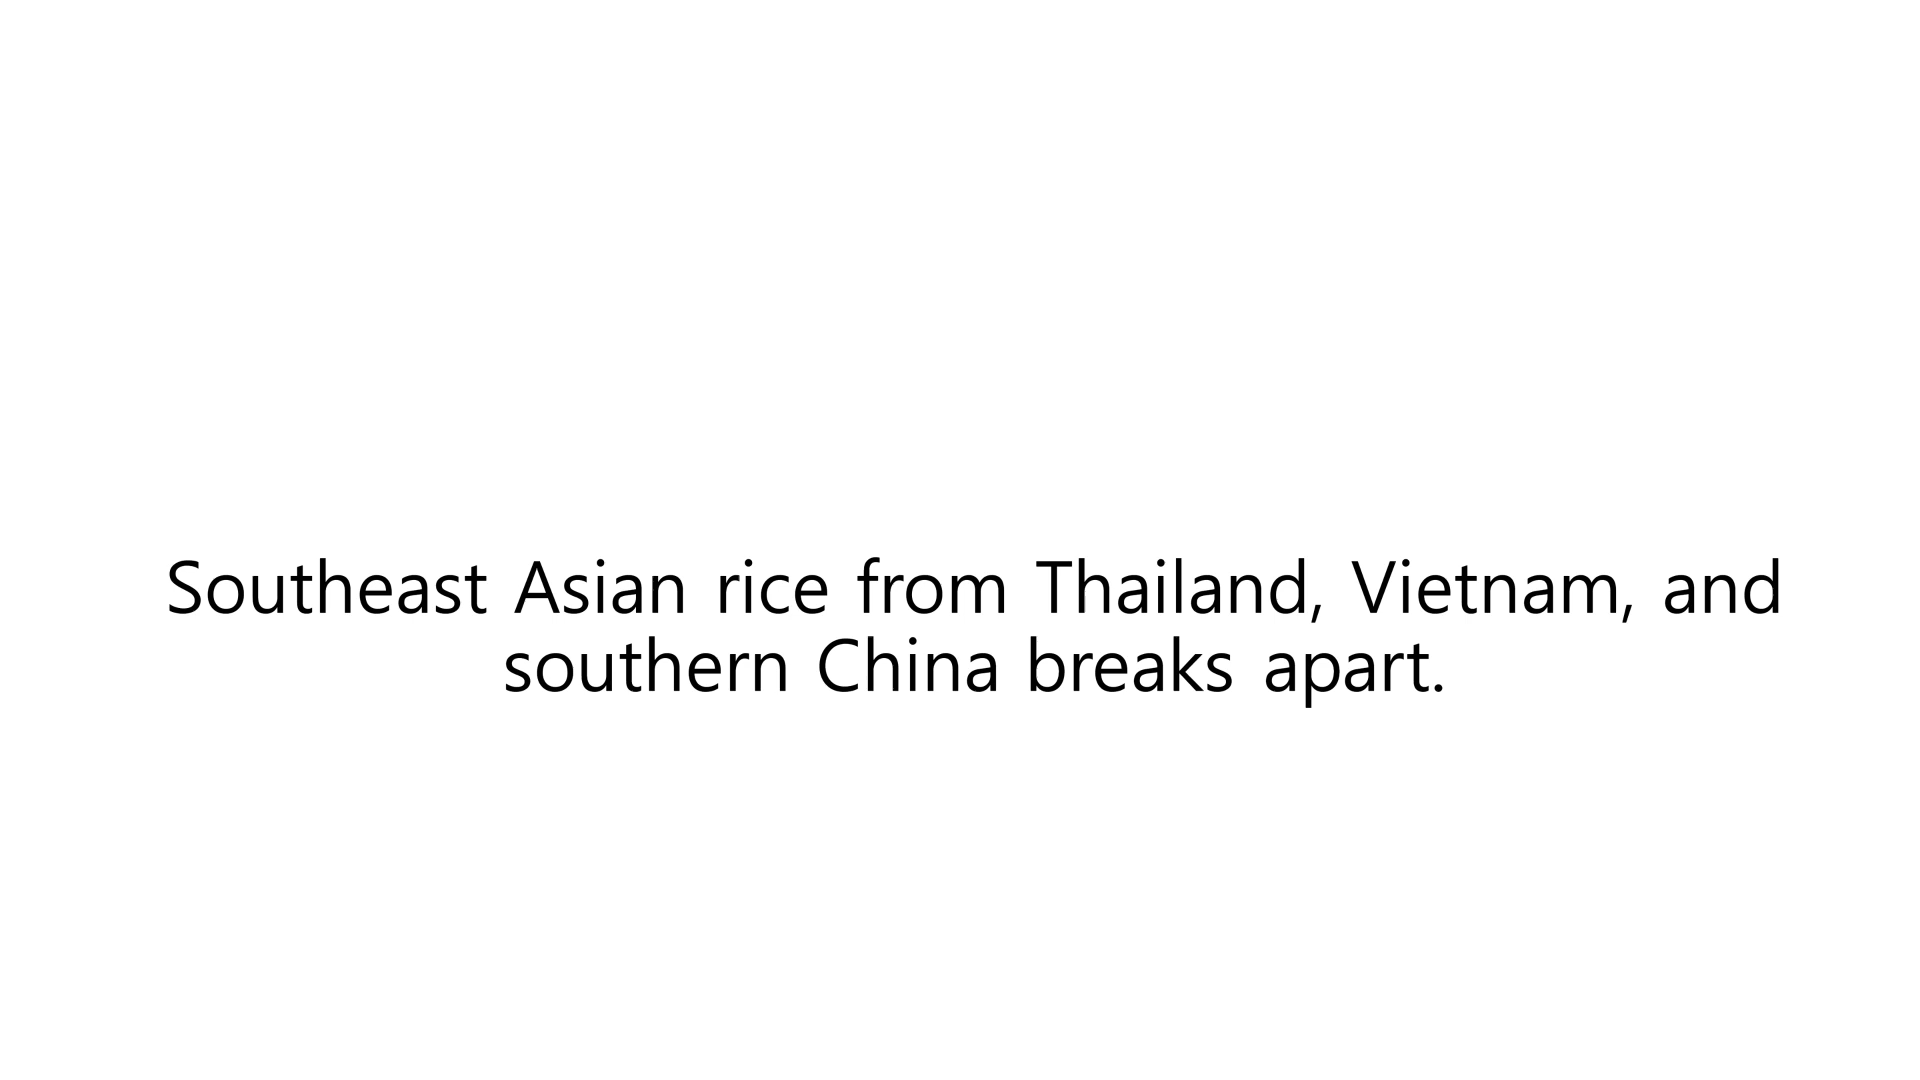 Southeast Asian rice from Thailand, Vietnam, and
southern China breaks apart.